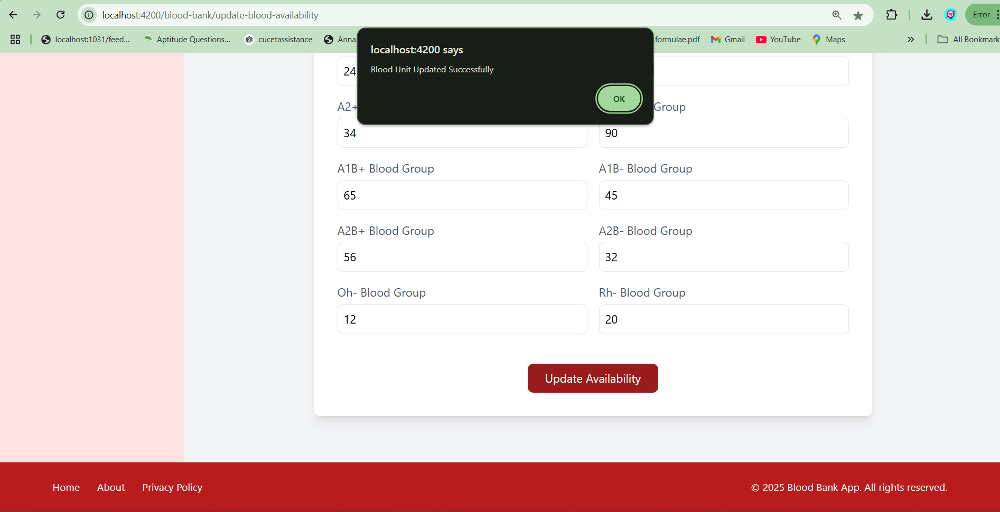 localhost:4200/blood-bank/update-blood-availability
Error
localhost:1031/feed...
Aptitude Questions...
cucetassistance
Anna
formulae.pdf
Gmail
YouTube
Maps
»
All Bookmark
localhost:4200 says
Blood Unit Updated Successfully
OK
24
A2+
Group
34
90
A1B+ Blood Group
A1B- Blood Group
65
45
A2B+ Blood Group
A2B- Blood Group
56
32
Oh- Blood Group
Rh- Blood Group
12
20
Update Availability
Home
About
Privacy Policy
© 2025 Blood Bank App. All rights reserved.